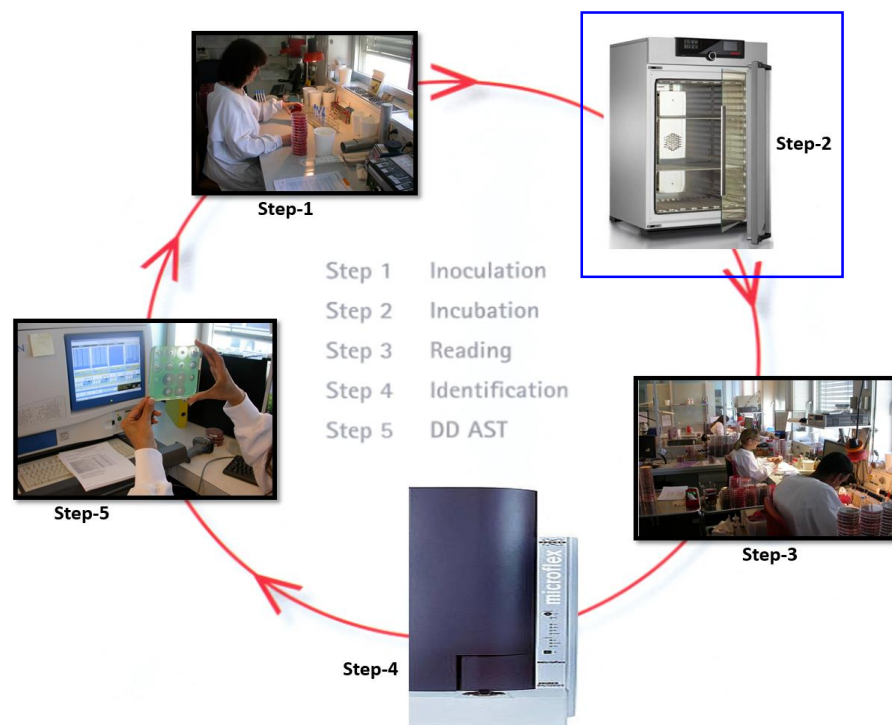 Step-1
Step-2
Step 1 Inoculation
Step 2 Incubation
Step 3 Reading
Step 4 Identification
Step 5 DD AST
Step-5
Step-3
microflex
Step-4